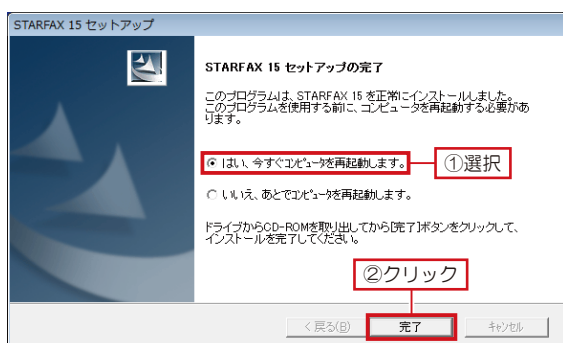 STARFAX 15 セットアップ
STARFAX 15 セットアップの完了
このプログラムは、STARFAX 15 を正常にインストールしました。
このプログラムを使用する前に、コンピュータを再起動する必要があ
ります。
はい、今すぐコンピュータを再起動します。
①選択
いいえ、あとでコンピュータを再起動します。
ドライブからCD-ROMを取り出してから[完了]ボタンをクリックして、
インストールを完了してください。
②クリック
< 戻る(B)
完了
キャンセル